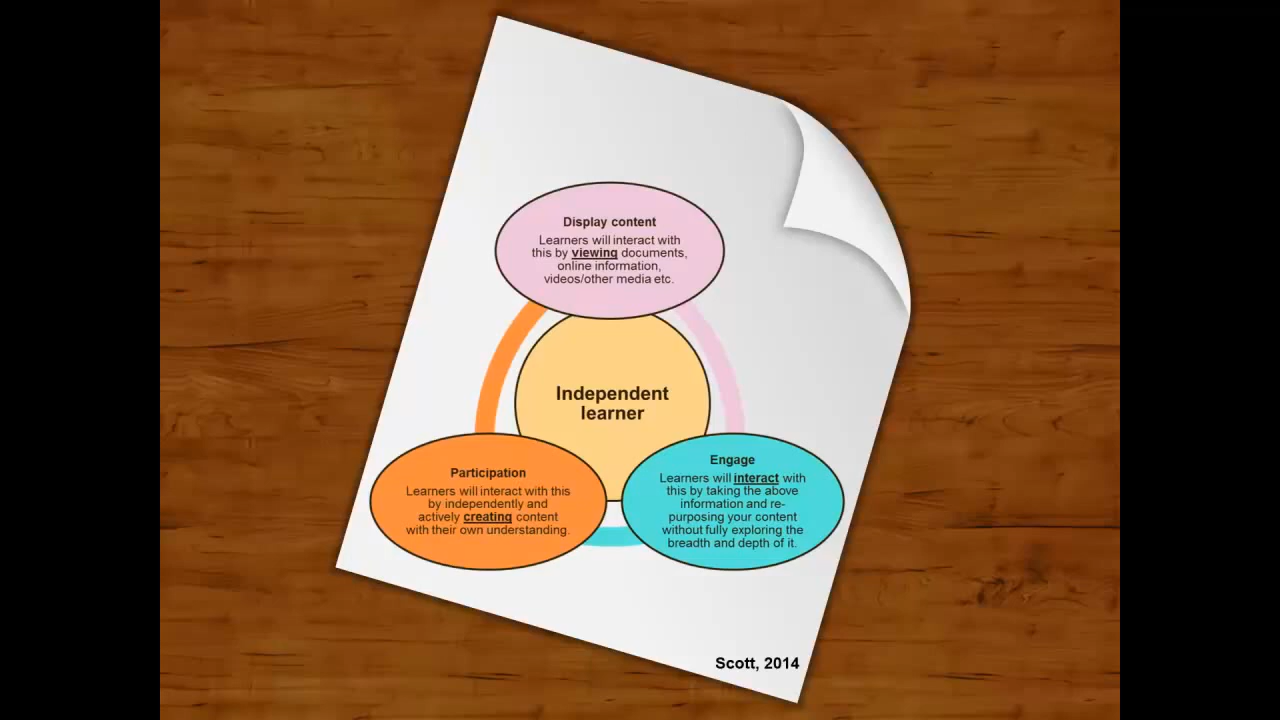 Display content
Learners will interact with
this by viewing documents,
online information,
videos/other media etc.
Independent
learner
Participation
Learners will interact with this
by independently and
actively creating content
with their own understanding.
Engage
Learners will interact with
this by taking the above
information and re-
purposing your content
without fully exploring the
breadth and depth of it.
Scott, 2014